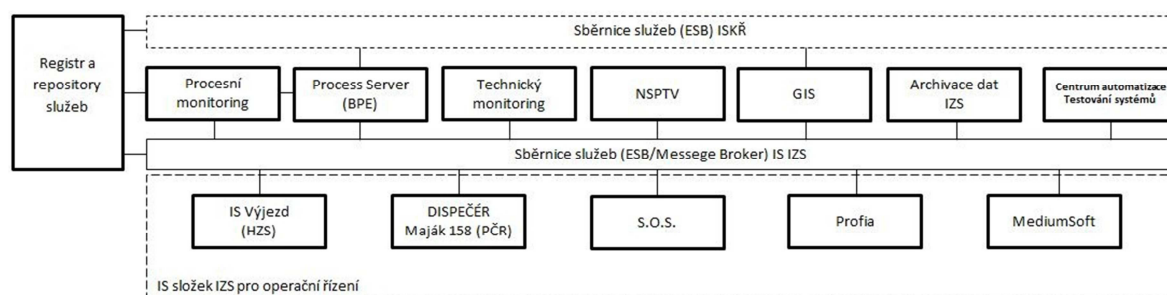 Sběrnice služeb (ESB) ISKŘ
Registr a
repository
služeb
Procesní
monitoring
Process Server
(BPE)
Technický
monitoring
NSPTV
GIS
Archivace dat
IZS
Centrum automatizace
Testování systémů
Sběrnice služeb (ESB/Messege Broker) IS IZS
IS Výjezd
(HZS)
DISPEČÉR
Maják 158 (PČR)
S.O.S.
Profia
MediumSoft
IS složek IZS pro operační řízení